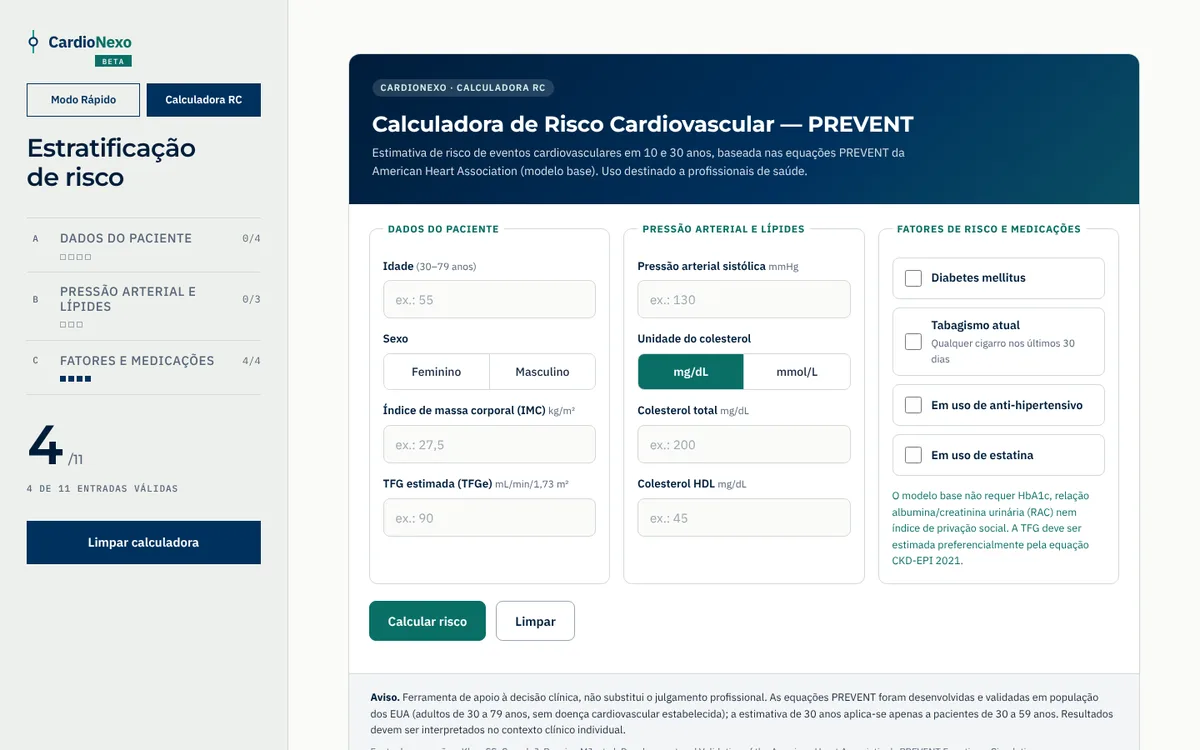 CardioNexo
BETA
Modo Rápido
Calculadora RC
Estratificação
de risco
A DADOS DO PACIENTE 0/4
B PRESSÃO ARTERIAL E
LÍPIDES 0/3
C FATORES E MEDICAÇÕES 4/4
4 /11
4 DE 11 ENTRADAS VÁLIDAS
Limpar calculadora
CARDIONEXO · CALCULADORA RC
Calculadora de Risco Cardiovascular — PREVENT
Estimativa de risco de eventos cardiovasculares em 10 e 30 anos, baseada nas equações PREVENT da
American Heart Association (modelo base). Uso destinado a profissionais de saúde.
DADOS DO PACIENTE
Idade (30–79 anos)
ex.: 55
Sexo
Feminino
Masculino
Índice de massa corporal (IMC) kg/m²
ex.: 27,5
TFG estimada (TFGe) mL/min/1,73 m²
ex.: 90
PRESSÃO ARTERIAL E LÍPIDES
Pressão arterial sistólica mmHg
ex.: 130
Unidade do colesterol
mg/dL
mmol/L
Colesterol total mg/dL
ex.: 200
Colesterol HDL mg/dL
ex.: 45
FATORES DE RISCO E MEDICAÇÕES
Diabetes mellitus
Tabagismo atual
Qualquer cigarro nos últimos 30
dias
Em uso de anti-hipertensivo
Em uso de estatina
O modelo base não requer HbA1c, relação
albumina/creatinina urinária (RAC) nem
índice de privação social. A TFG deve ser
estimada preferencialmente pela equação
CKD-EPI 2021.
Calcular risco
Limpar
Aviso. Ferramenta de apoio à decisão clínica, não substitui o julgamento profissional. As equações PREVENT foram desenvolvidas e validadas em população
dos EUA (adultos de 30 a 79 anos, sem doença cardiovascular estabelecida); a estimativa de 30 anos aplica-se apenas a pacientes de 30 a 59 anos. Resultados
devem ser interpretados no contexto clínico individual.